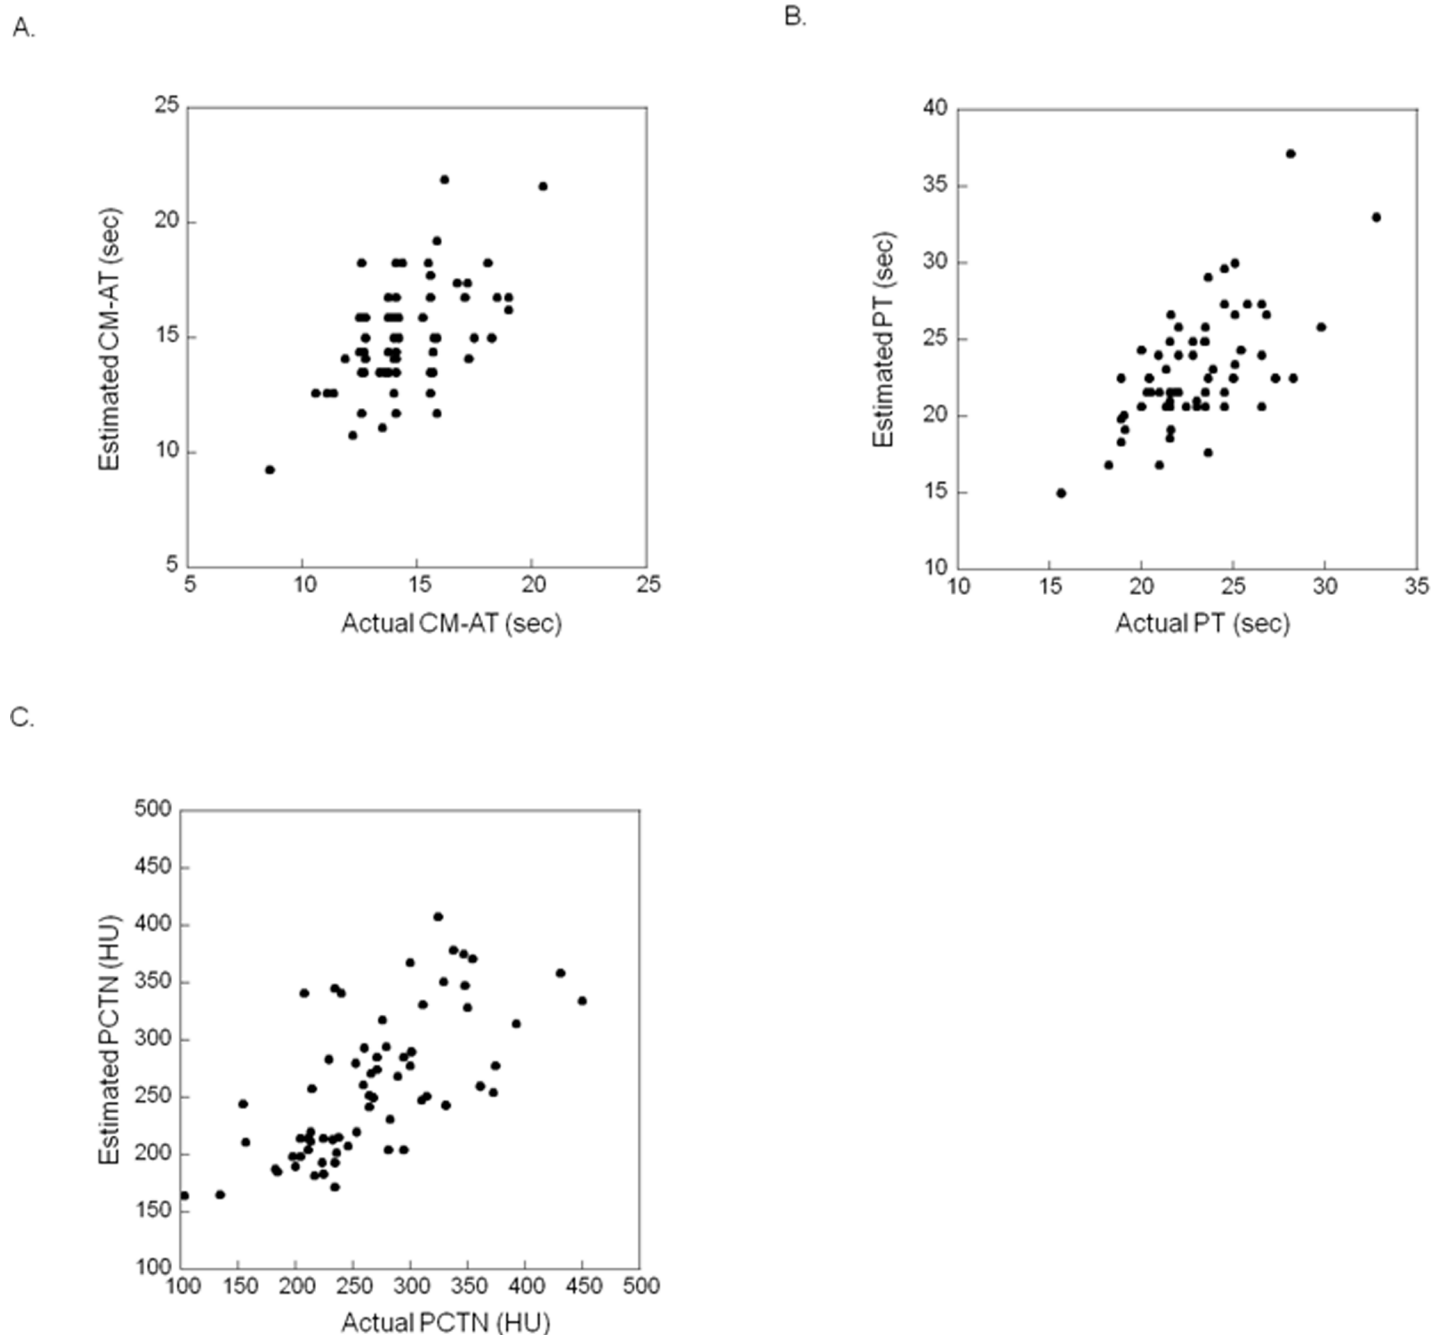 A.
B.
25
20
15
10
5
5 10 15 20 25
Estimated CM-AT (sec)
Actual CM-AT (sec)
40
35
30
25
20
15
10
10 15 20 25 30 35
Estimated PT (sec)
Actual PT (sec)
C.
500
450
400
350
300
250
200
150
100
100 150 200 250 300 350 400 450 500
Estimated PCTN (HU)
Actual PCTN (HU)